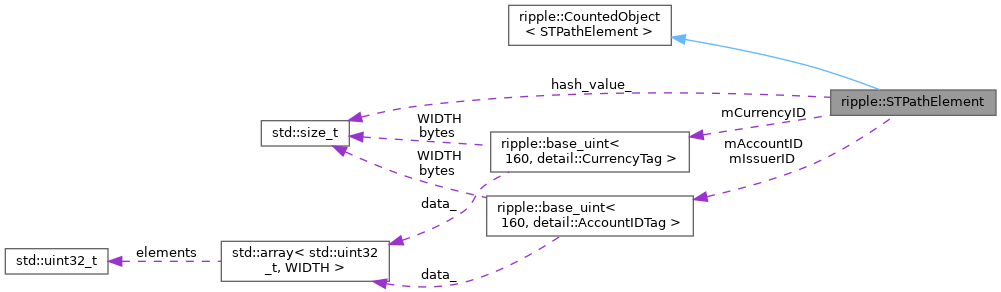 ripple::CountedObject
< STPathElement >
hash_value_
ripple::STPathElement
mCurrencyID
WIDTH
bytes
std::size_t
ripple::base_uint<
160, detail::CurrencyTag >
mAccountID
mIssuerID
WIDTH
bytes
data_
ripple::base_uint<
160, detail::AccountIDTag >
elements
std::array< std::uint32
_t, WIDTH >
std::uint32_t
data_